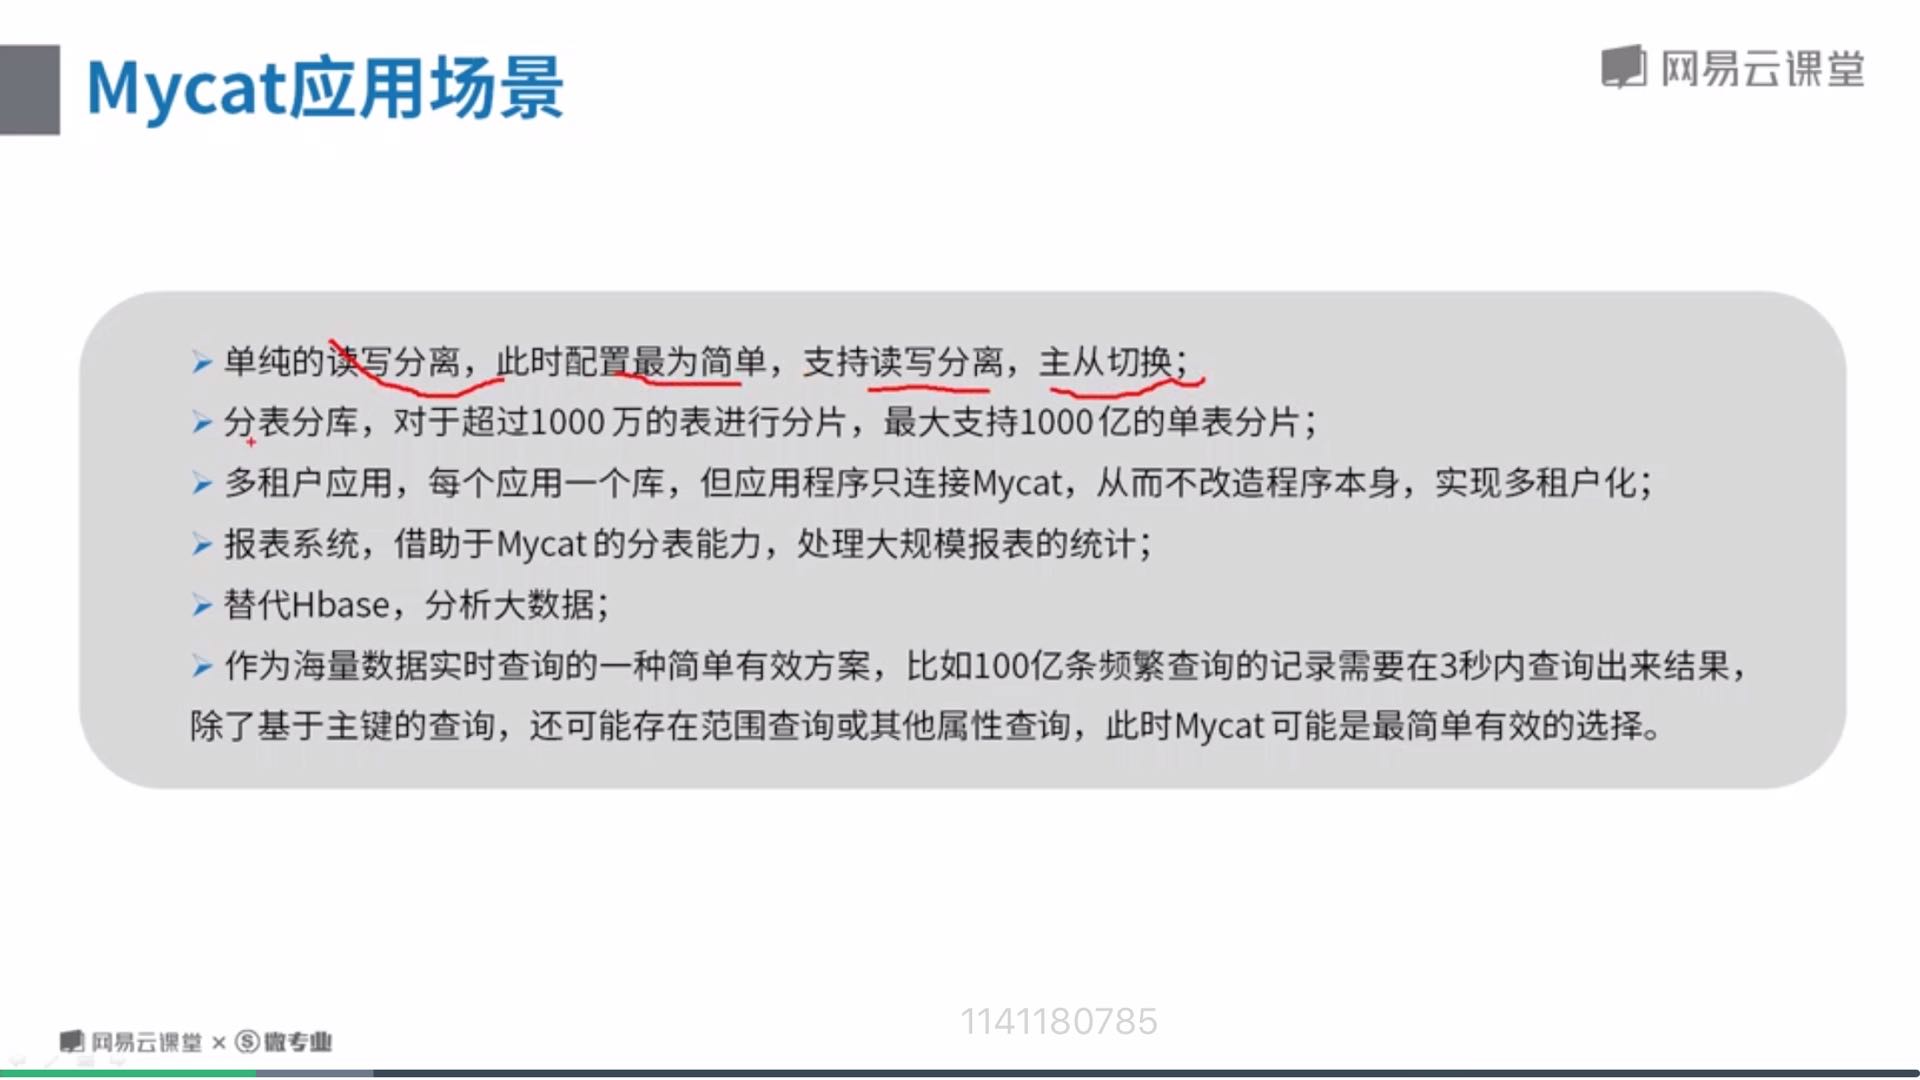 Mycat应用场景
网易云课堂
单纯的读写分离，此时配置最为简单，支持读写分离，主从切换；
分表分库，对于超过1000万的表进行分片，最大支持1000亿的单表分片；
多租户应用，每个应用一个库，但应用程序只连接Mycat，从而不改造程序本身，实现多租户化；
报表系统，借助于Mycat的分表能力，处理大规模报表的统计；
替代Hbase，分析大数据；
作为海量数据实时查询的一种简单有效方案，比如100亿条频繁查询的记录需要在3秒内查询出来结果，
除了基于主键的查询，还可能存在范围查询或其他属性查询，此时Mycat可能是最简单有效的选择。
1141180785
网易云课堂 × Ⓢ微专业